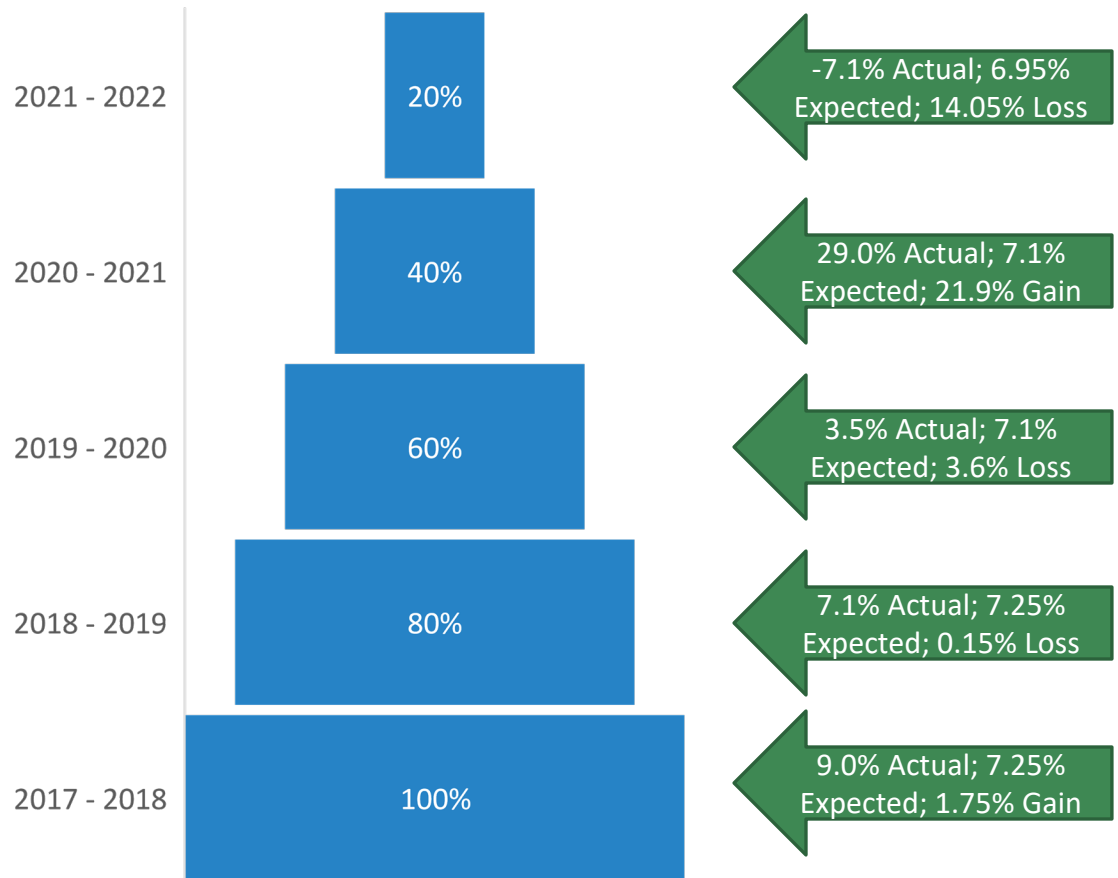 2021 - 2022
20%
-7.1% Actual; 6.95%
Expected; 14.05% Loss
2020 - 2021
40%
29.0% Actual; 7.1%
Expected; 21.9% Gain
2019 - 2020
60%
3.5% Actual; 7.1%
Expected; 3.6% Loss
2018 - 2019
80%
7.1% Actual; 7.25%
Expected; 0.15% Loss
2017 - 2018
100%
9.0% Actual; 7.25%
Expected; 1.75% Gain